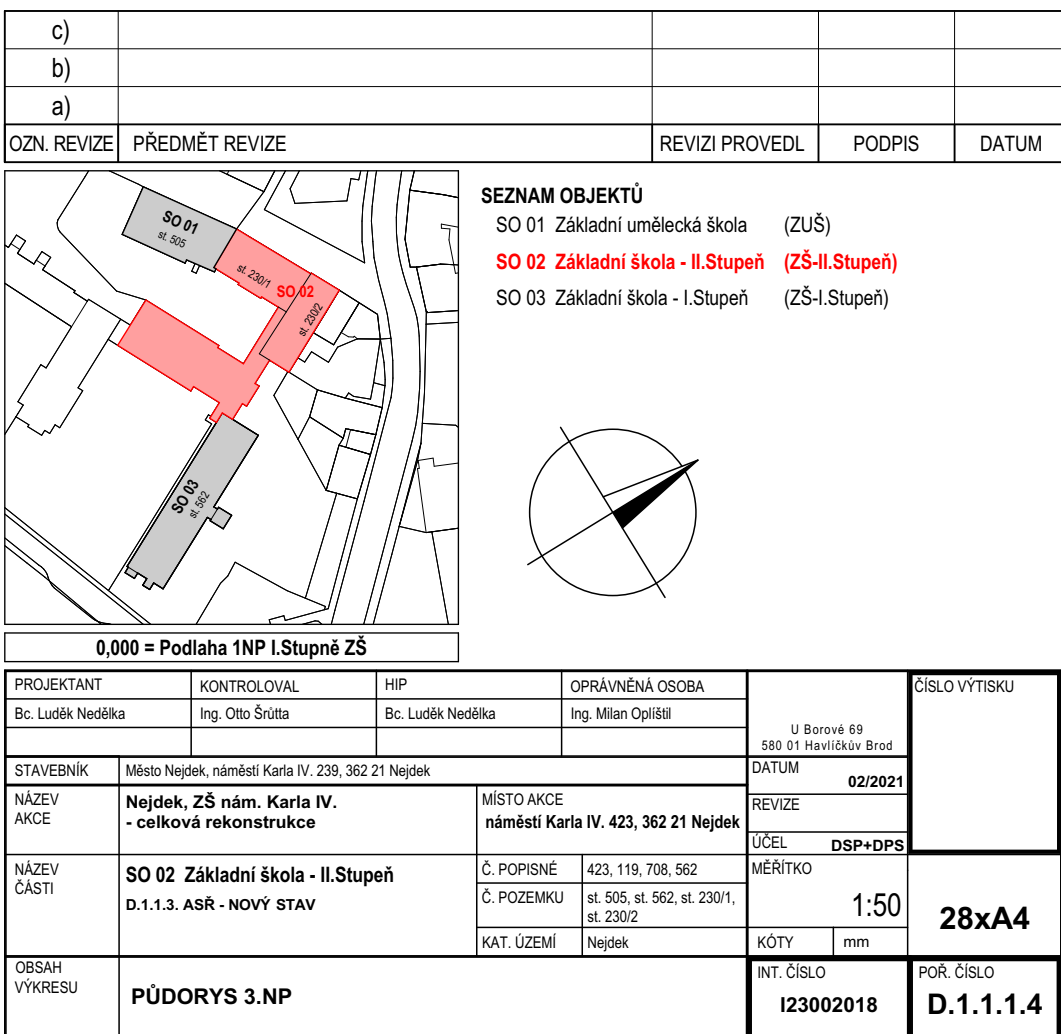 c)
b)
a)
OZN. REVIZE PŘEDMĚT REVIZE REVIZI PROVEDL PODPIS DATUM
SO 01
st. 505
st. 230/1
SO 02
st. 230/2
SO 03
st. 562
SEZNAM OBJEKTŮ
SO 01 Základní umělecká škola (ZUŠ)
SO 02 Základní škola - II.Stupeň (ZŠ-II.Stupeň)
SO 03 Základní škola - I.Stupeň (ZŠ-I.Stupeň)
0,000 = Podlaha 1NP I.Stupně ZŠ
PROJEKTANT KONTROLOVAL HIP OPRÁVNĚNÁ OSOBA
Bc. Luděk Nedělka Ing. Otto Šrůtta Bc. Luděk Nedělka Ing. Milan Oplíštil
U Borové 69
580 01 Havlíčkův Brod
ČÍSLO VÝTISKU
STAVEBNÍK Město Nejdek, náměstí Karla IV. 239, 362 21 Nejdek
DATUM
02/2021
NÁZEV
AKCE
Nejdek, ZŠ nám. Karla IV.
- celková rekonstrukce
MÍSTO AKCE
náměstí Karla IV. 423, 362 21 Nejdek
REVIZE
ÚČEL DSP+DPS
NÁZEV
ČÁSTI
SO 02 Základní škola - II.Stupeň
D.1.1.3. ASŘ - NOVÝ STAV
Č. POPISNÉ 423, 119, 708, 562
Č. POZEMKU st. 505, st. 562, st. 230/1,
st. 230/2
KAT. ÚZEMÍ Nejdek
MĚŘÍTKO
1:50
KÓTY mm
28xA4
OBSAH
VÝKRESU
PŮDORYS 3.NP
INT. ČÍSLO
I23002018
POŘ. ČÍSLO
D.1.1.1.4